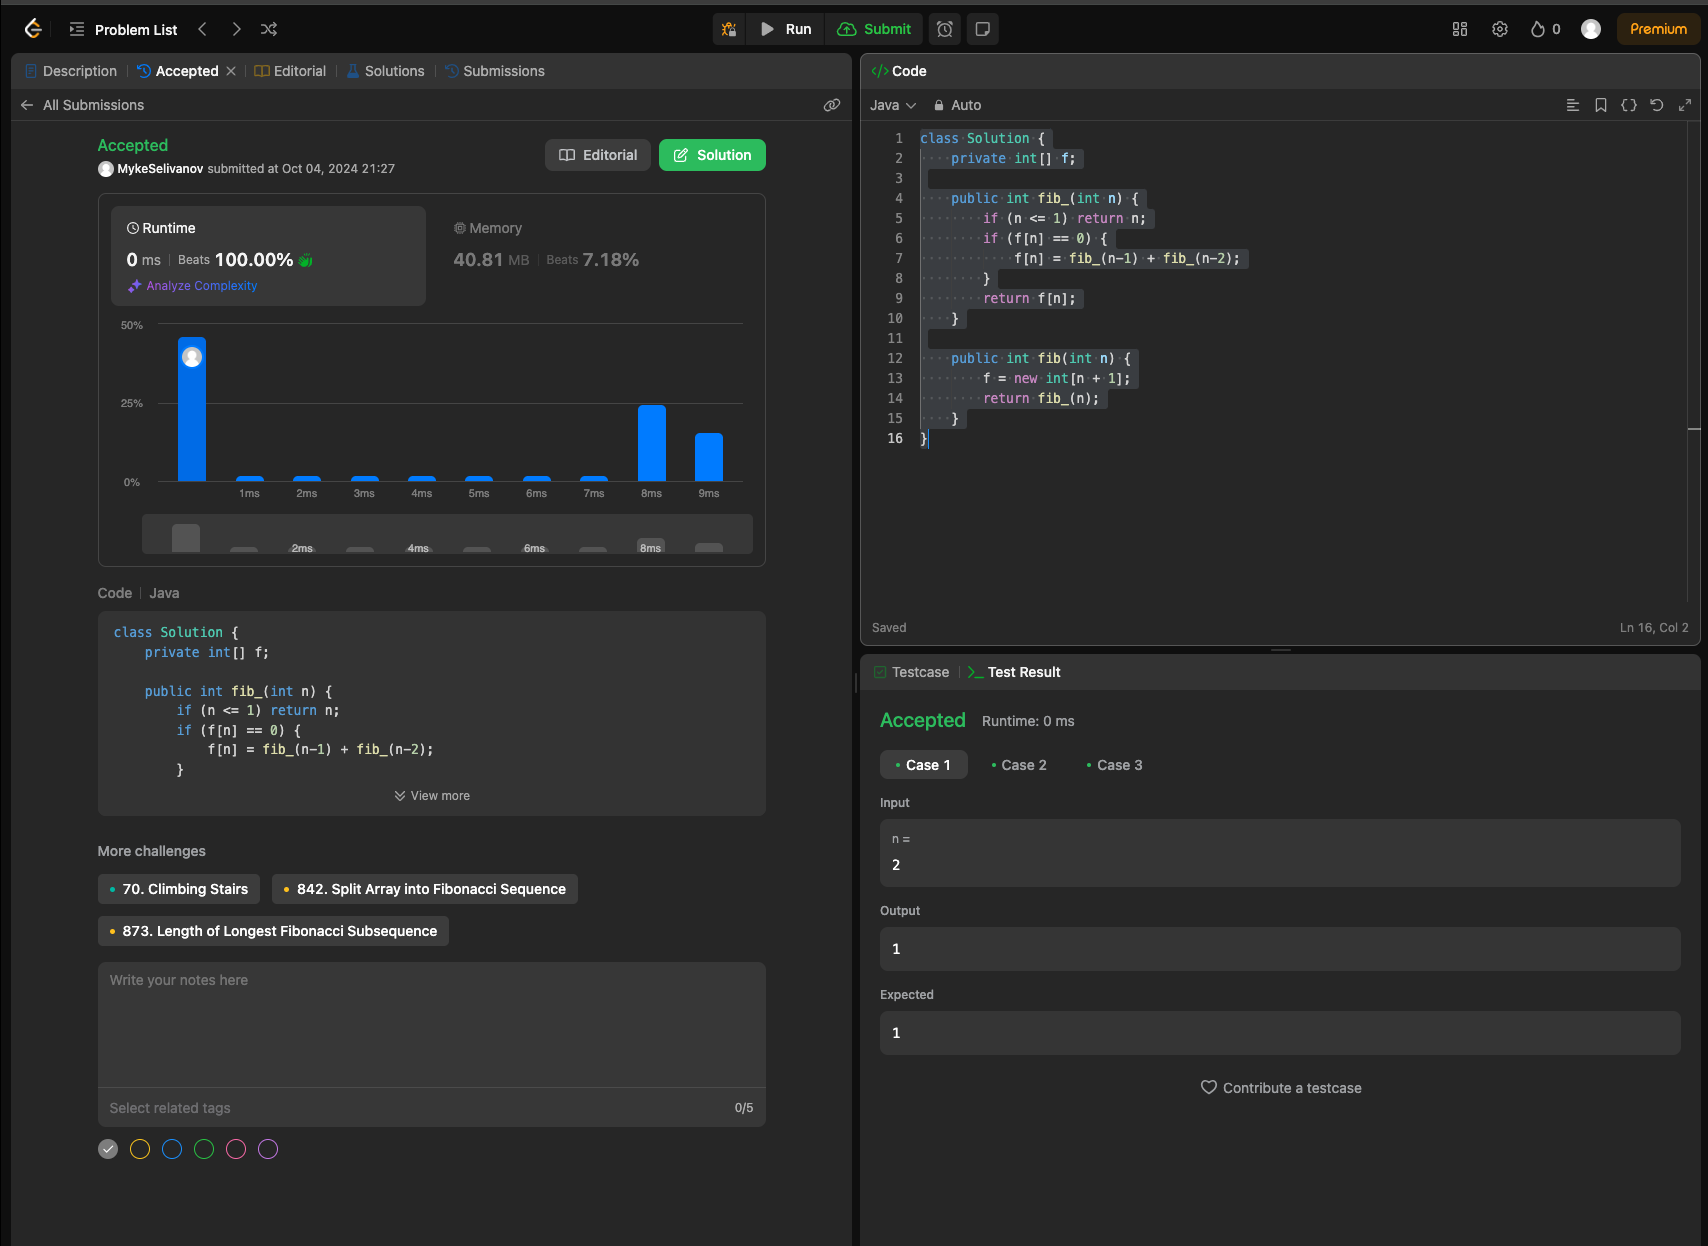 Problem List
Run
Submit
0
Premium
Description
Accepted
Editorial
Solutions
Submissions
All Submissions
Accepted
MykeSelivanov submitted at Oct 04, 2024 21:27
Editorial
Solution
Runtime
0 ms Beats 100.00%
Analyze Complexity
Memory
40.81 MB Beats 7.18%
50%
25%
0%
1ms 2ms 3ms 4ms 5ms 6ms 7ms 8ms 9ms
2ms 4ms 6ms 8ms
Code Java
class Solution {
    private int[] f;
    public int fib_(int n) {
        if (n <= 1) return n;
        if (f[n] == 0) {
            f[n] = fib_(n-1) + fib_(n-2);
        }
View more
More challenges
70. Climbing Stairs
842. Split Array into Fibonacci Sequence
873. Length of Longest Fibonacci Subsequence
Write your notes here
Select related tags
0/5
</> Code
Java
Auto
1 class Solution {
2     private int[] f;
3
4     public int fib_(int n) {
5         if (n <= 1) return n;
6         if (f[n] == 0) {
7             f[n] = fib_(n-1) + fib_(n-2);
8         }
9         return f[n];
10     }
11
12     public int fib(int n) {
13         f = new int[n + 1];
14         return fib_(n);
15     }
16 }
Saved
Ln 16, Col 2
Testcase
>_ Test Result
Accepted Runtime: 0 ms
Case 1
Case 2
Case 3
Input
n =
2
Output
1
Expected
1
Contribute a testcase